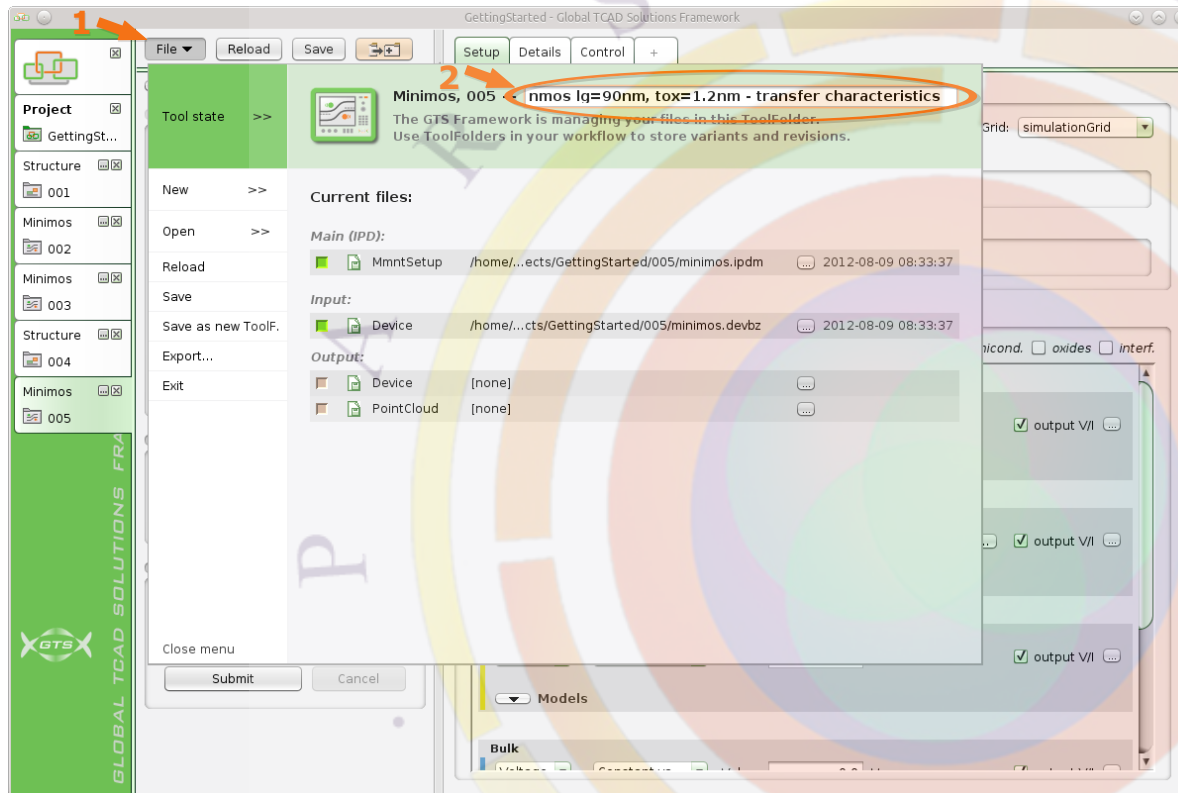 GettingStarted - Global TCAD Solutions Framework
1
File
Reload
Save
Setup
Details
Control
+
Project
GettingSt...
Structure
001
Minimos
002
Minimos
003
Structure
004
Minimos
005
GLOBAL TCAD SOLUTIONS FRA
GTS
2
Tool state >>
Minimos, 005 -- nmos lg=90nm, tox=1.2nm - transfer characteristics
The GTS Framework is managing your files in this ToolFolder.
Use ToolFolders in your workflow to store variants and revisions.
New >>
Open >>
Reload
Save
Save as new ToolF.
Export...
Exit
Close menu
Current files:
Main (IPD):
MmntSetup /home/...ects/GettingStarted/005/minimos.ipdm ... 2012-08-09 08:33:37
Input:
Device /home/...cts/GettingStarted/005/minimos.devbz ... 2012-08-09 08:33:37
Output:
Device [none] ...
PointCloud [none] ...
Grid: simulationGrid
oxides interf.
output V/I ...
output V/I ...
output V/I ...
Submit
Cancel
Models
Bulk
P A R S